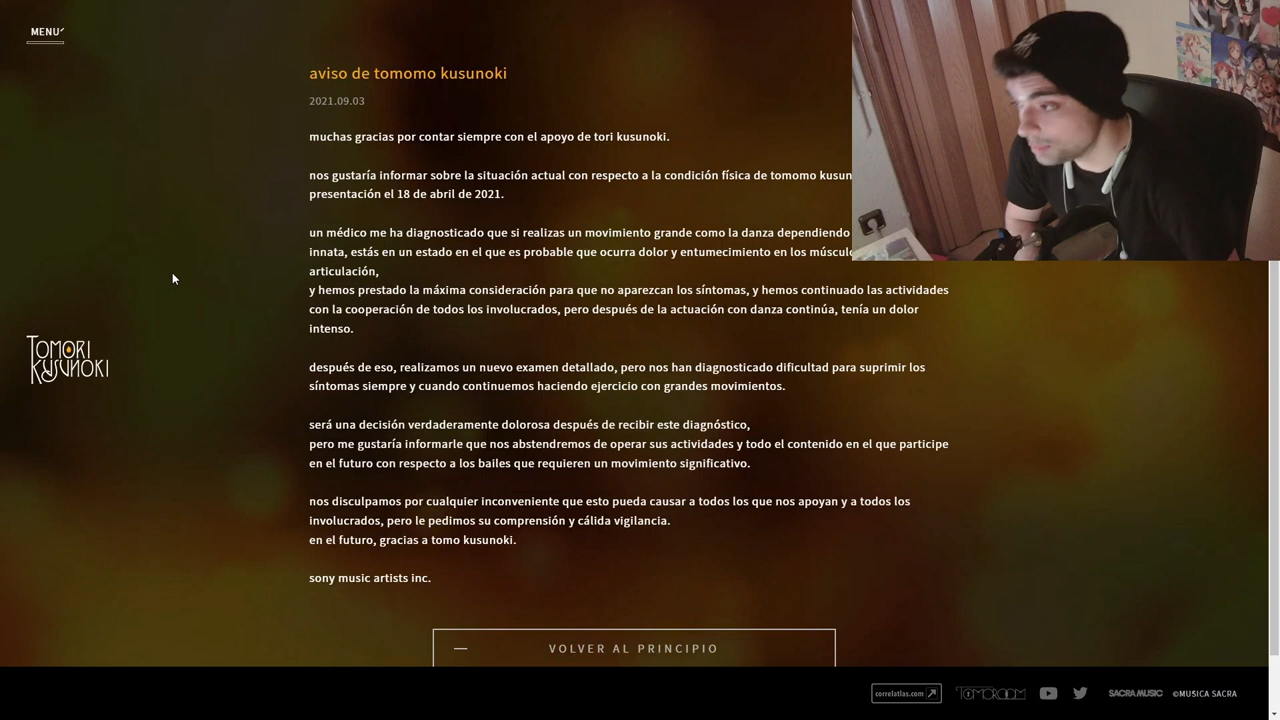 MENU
aviso de tomomo kusunoki
2021.09.03
muchas gracias por contar siempre con el apoyo de tori kusunoki.
nos gustaría informar sobre la situación actual con respecto a la condición física de tomomo
presentación el 18 de abril de 2021.
un médico me ha diagnosticado que si realizas un movimiento grande como la danza dependiendo
innata, estás en un estado en el que es probable que ocurra dolor y entumecimiento en los
articulación,
y hemos prestado la máxima consideración para que no aparezcan los síntomas, y hemos continuado las actividades
con la cooperación de todos los involucrados, pero después de la actuación con danza continúa, tenía un dolor
intenso.
después de eso, realizamos un nuevo examen detallado, pero nos han diagnosticado dificultad para suprimir los
síntomas siempre y cuando continuemos haciendo ejercicio con grandes movimientos.
será una decisión verdaderamente dolorosa después de recibir este diagnóstico,
pero me gustaría informarle que nos abstendremos de operar sus actividades y todo el contenido en el que participe
en el futuro con respecto a los bailes que requieren un movimiento significativo.
nos disculpamos por cualquier inconveniente que esto pueda causar a todos los que nos apoyan y a todos los
involucrados, pero le pedimos su comprensión y cálida vigilancia.
en el futuro, gracias a tomo kusunoki.
sony music artists inc.
TOMORI
KUSUNOKI
— VOLVER AL PRINCIPIO
correlatlas.com
TOMOROOM
SACRA MUSIC
©MUSICA SACRA